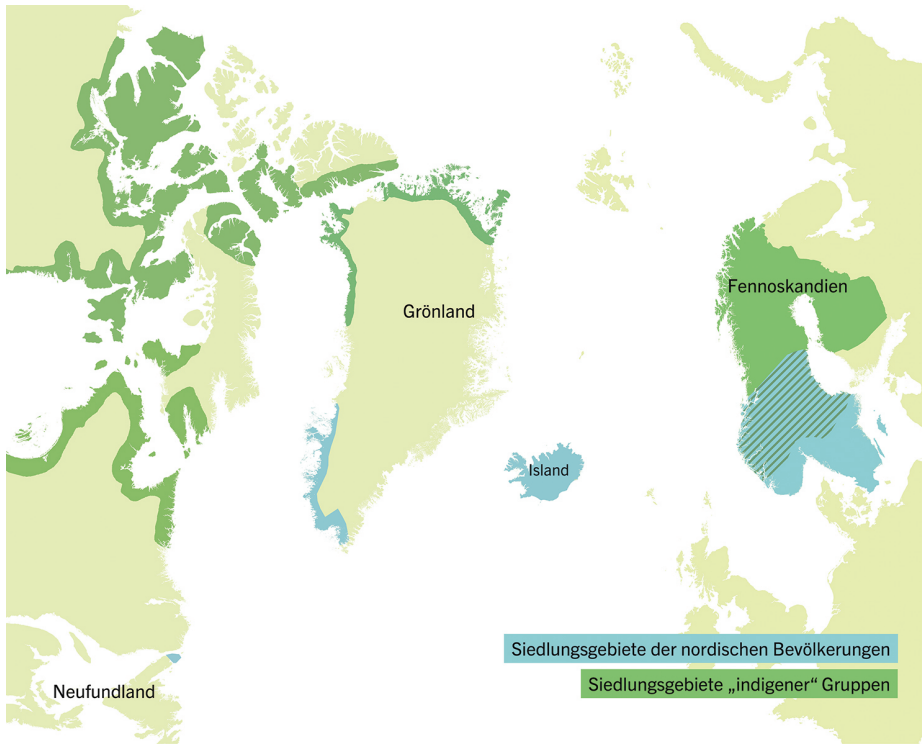 Fennoskandien
Grönland
Island
Siedlungsgebiete der nordischen Bevölkerungen
Siedlungsgebiete „indigener“ Gruppen
Neufundland